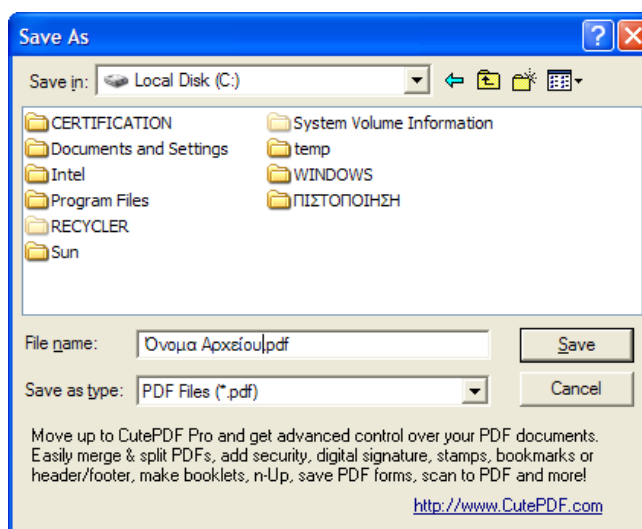 Save As
Save in: Local Disk (C:)
CERTIFICATION
Documents and Settings
Intel
Program Files
RECYCLER
Sun
System Volume Information
temp
WINDOWS
ΠΙΣΤΟΠΟΙΗΣΗ
File name: Όνομα Αρχείου.pdf
Save
Save as type: PDF Files (*.pdf)
Cancel
Move up to CutePDF Pro and get advanced control over your PDF documents.
Easily merge & split PDFs, add security, digital signature, stamps, bookmarks or
header/footer, make booklets, n-Up, save PDF forms, scan to PDF and more!
http://www.CutePDF.com